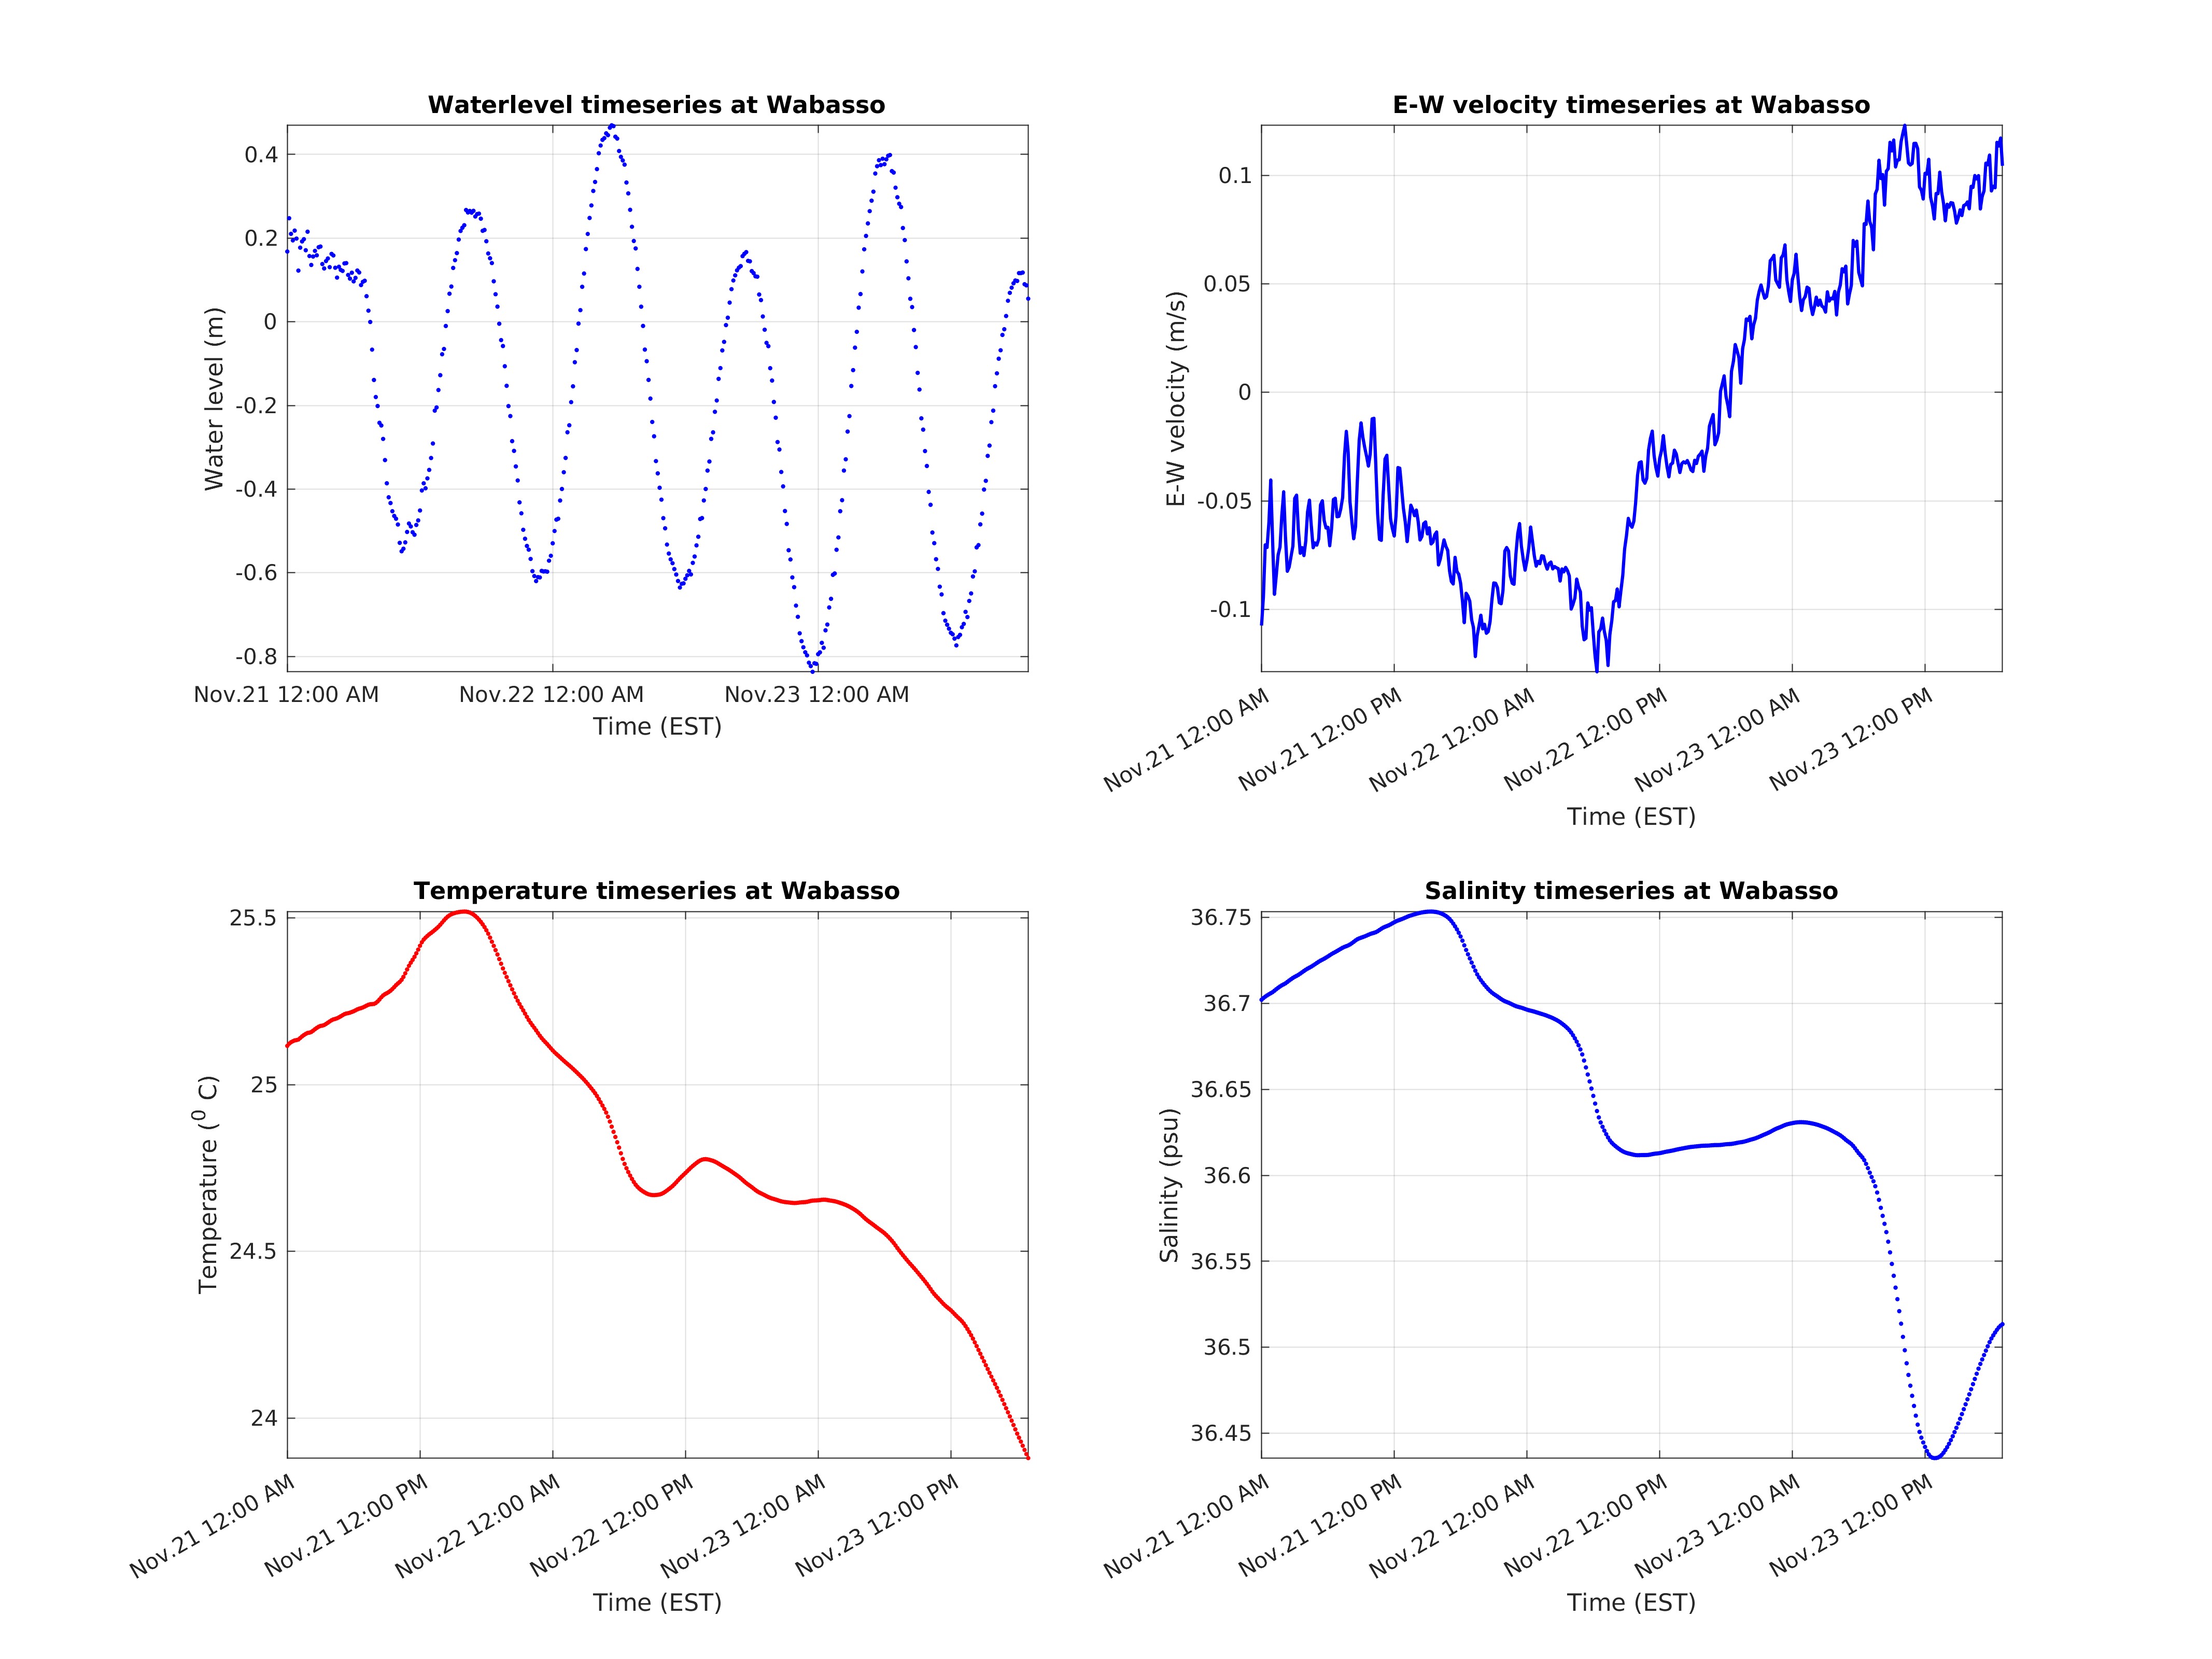 Waterlevel timeseries at Wabasso
0.4
0.2
0
-0.2
-0.4
-0.6
-0.8
Water level (m)
Nov.21 12:00 AM
Nov.22 12:00 AM
Nov.23 12:00 AM
Time (EST)
E-W velocity timeseries at Wabasso
0.1
0.05
0
-0.05
-0.1
E-W velocity (m/s)
Nov.21 12:00 AM
Nov.21 12:00 PM
Nov.22 12:00 AM
Nov.22 12:00 PM
Nov.23 12:00 AM
Nov.23 12:00 PM
Time (EST)
Temperature timeseries at Wabasso
25.5
25
24.5
24
Temperature (⁰ C)
Nov.21 12:00 AM
Nov.21 12:00 PM
Nov.22 12:00 AM
Nov.22 12:00 PM
Nov.23 12:00 AM
Nov.23 12:00 PM
Time (EST)
Salinity timeseries at Wabasso
36.75
36.7
36.65
36.6
36.55
36.5
36.45
Salinity (psu)
Nov.21 12:00 AM
Nov.21 12:00 PM
Nov.22 12:00 AM
Nov.22 12:00 PM
Nov.23 12:00 AM
Nov.23 12:00 PM
Time (EST)